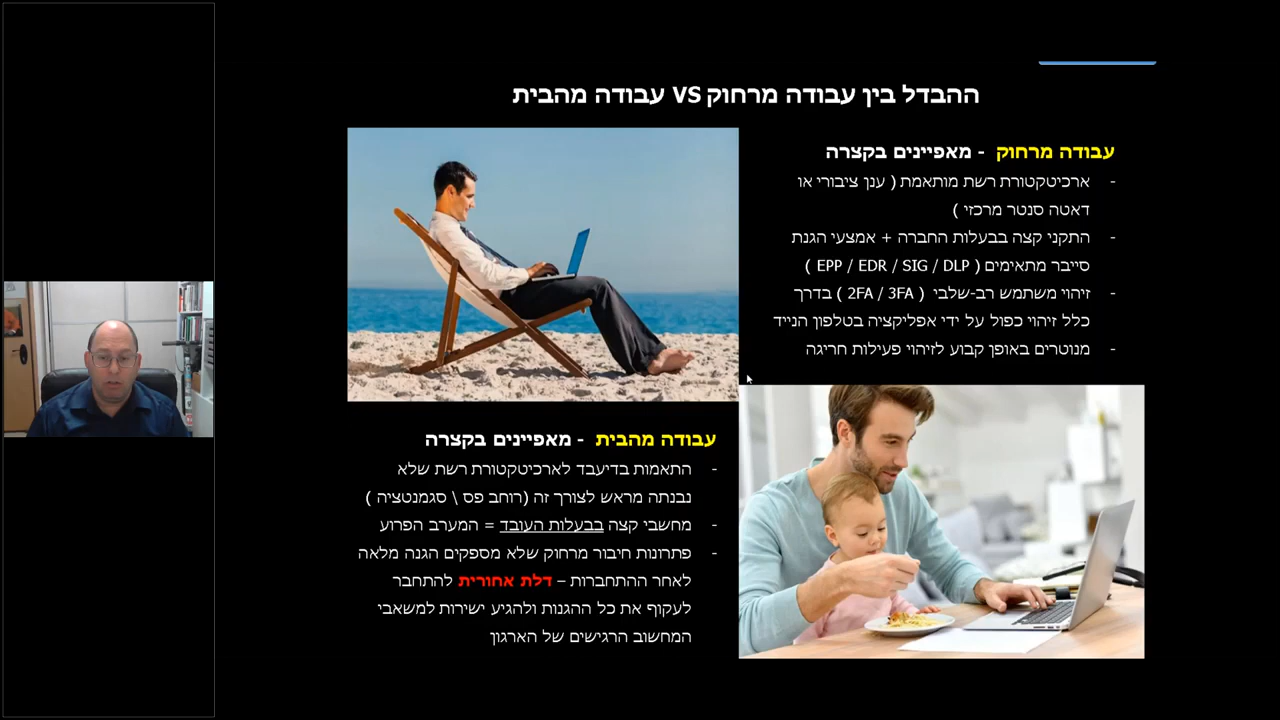 ההבדל בין עבודה מרחוק VS עבודה מהבית
עבודה מרחוק - מאפיינים בקצרה
- ארכיטקטורת רשת מותאמת ( ענן ציבורי או
דאטה סנטר מרכזי )
- התקני קצה בבעלות החברה + אמצעי הגנת
סייבר מתאימים ( EPP / EDR / SIG / DLP )
- זיהוי משתמש רב-שלבי ( 2FA / 3FA ) בדרך
כלל זיהוי כפול על ידי אפליקציה בטלפון הנייד
- מנוטרים באופן קבוע לזיהוי פעילות חריגה
עבודה מהבית - מאפיינים בקצרה
- התאמות בדיעבד לארכיטקטורת רשת שלא
נבנתה מראש לצורך זה (רוחב פס \ סגמנטציה )
- מחשבי קצה בבעלות העובד = המערב הפרוע
- פתרונות חיבור מרחוק שלא מספקים הגנה מלאה
לאחר ההתחברות – דלת אחורית להתחבר
לעקוף את כל ההגנות ולהגיע ישירות למשאבי
המחשוב הרגישים של הארגון